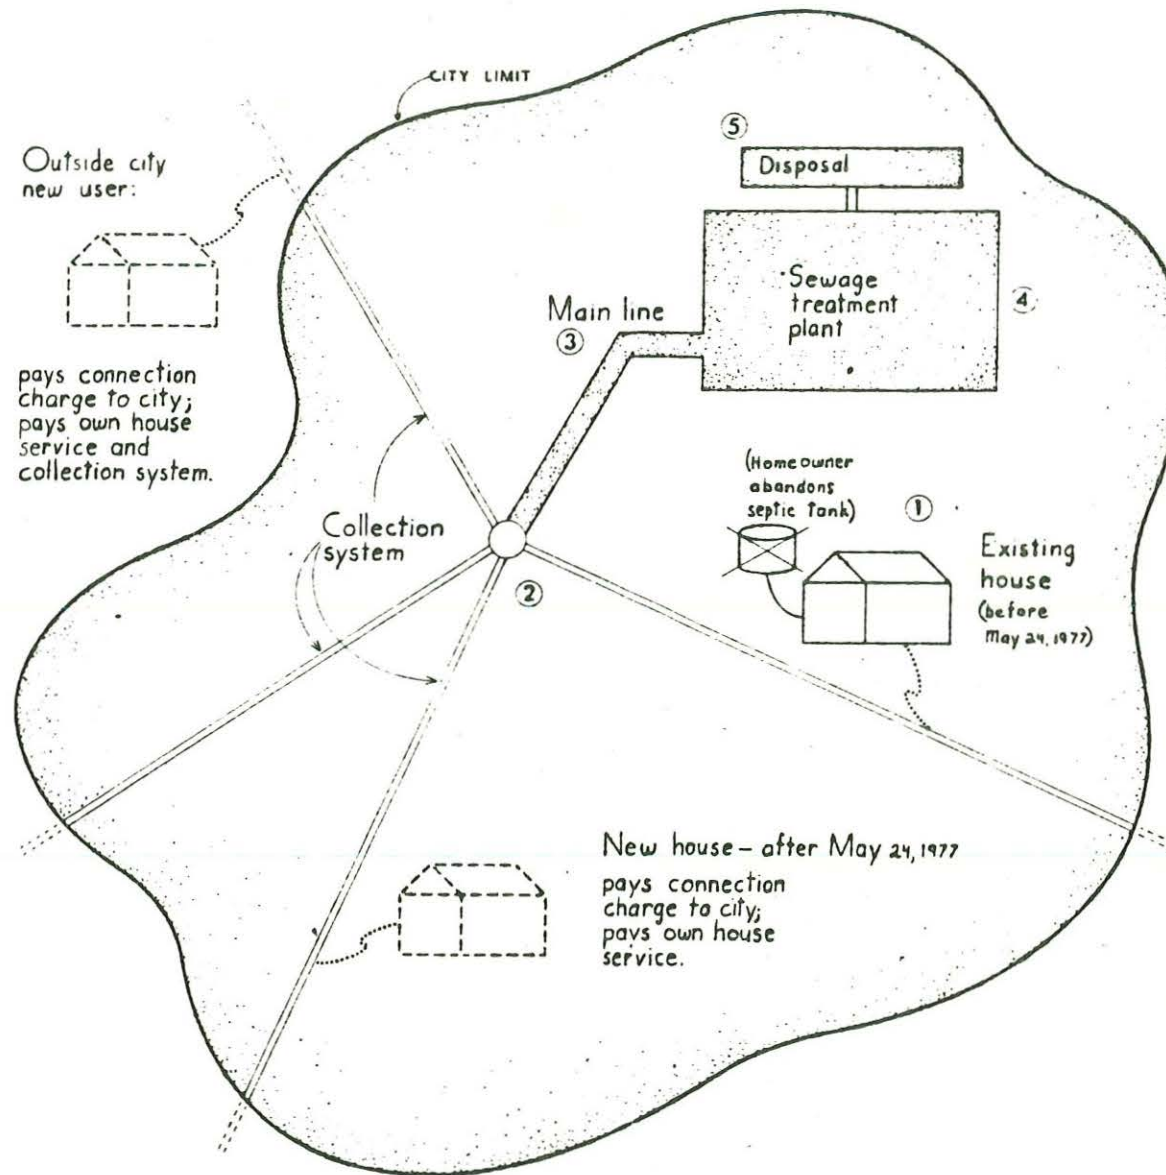 CITY LIMIT
Outside city
new user:
pays connection
charge to city;
pays own house
service and
collection system.
⑤
Disposal
Sewage
treatment
plant
④
Main line
③
Collection
system
②
(Homeowner
abandons
septic tank)
①
Existing
house
(before
May 24, 1977)
New house – after May 24, 1977
pays connection
charge to city;
pays own house
service.